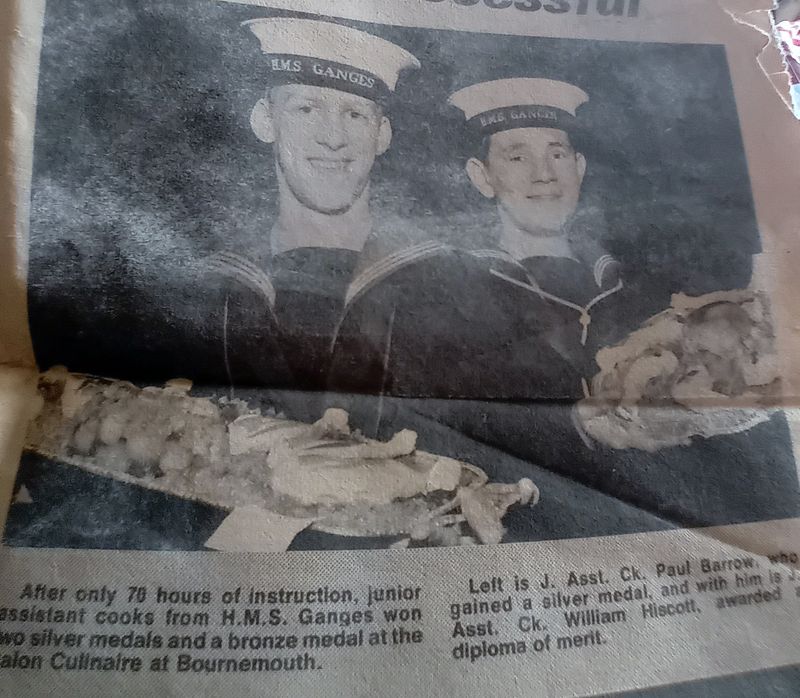 H.M.S. GANGES
H.M.S. GANGES
After only 70 hours of instruction, junior
assistant cooks from H.M.S. Ganges won
wo silver medals and a bronze medal at the
alon Culinaire at Bournemouth.
Left is J. Asst. Ck. Paul Barrow, who
gained a silver medal, and with him is J.
Asst. Ck. William Hiscott, awarded a
diploma of merit.